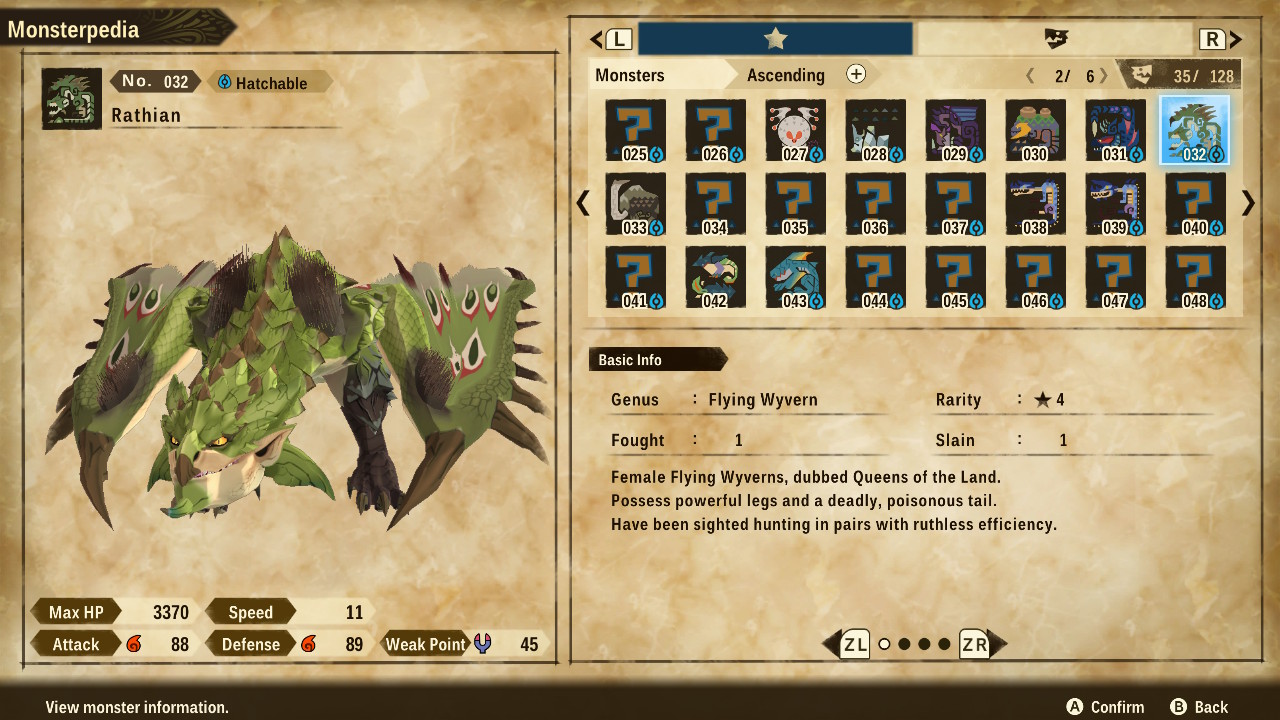 Monsterpedia
No. 032
Hatchable
Rathian
Max HP 3370
Speed 11
Attack 88
Defense 89
Weak Point 45
L
R
Monsters
Ascending
2/ 6
35/ 128
025 026 027 028 029 030 031 032
033 034 035 036 037 038 039 040
041 042 043 044 045 046 047 048
Basic Info
Genus : Flying Wyvern
Rarity : ★ 4
Fought : 1
Slain : 1
Female Flying Wyverns, dubbed Queens of the Land.
Possess powerful legs and a deadly, poisonous tail.
Have been sighted hunting in pairs with ruthless efficiency.
ZL
ZR
View monster information.
A Confirm
B Back